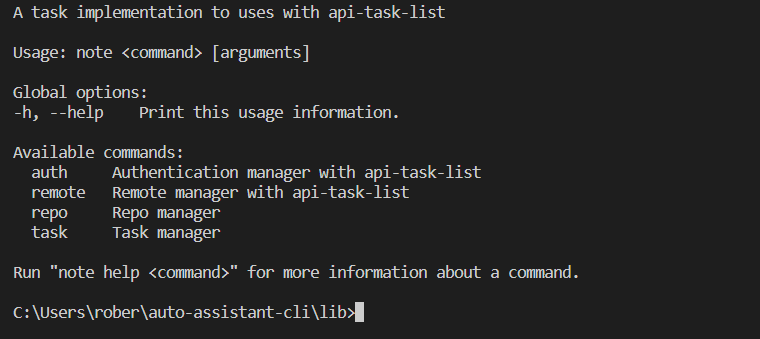 A task implementation to uses with api-task-list
Usage: note <command> [arguments]
Global options:
-h, --help    Print this usage information.
Available commands:
  auth     Authentication manager with api-task-list
  remote   Remote manager with api-task-list
  repo     Repo manager
  task     Task manager
Run "note help <command>" for more information about a command.
C:\Users\rober\auto-assistant-cli\lib>